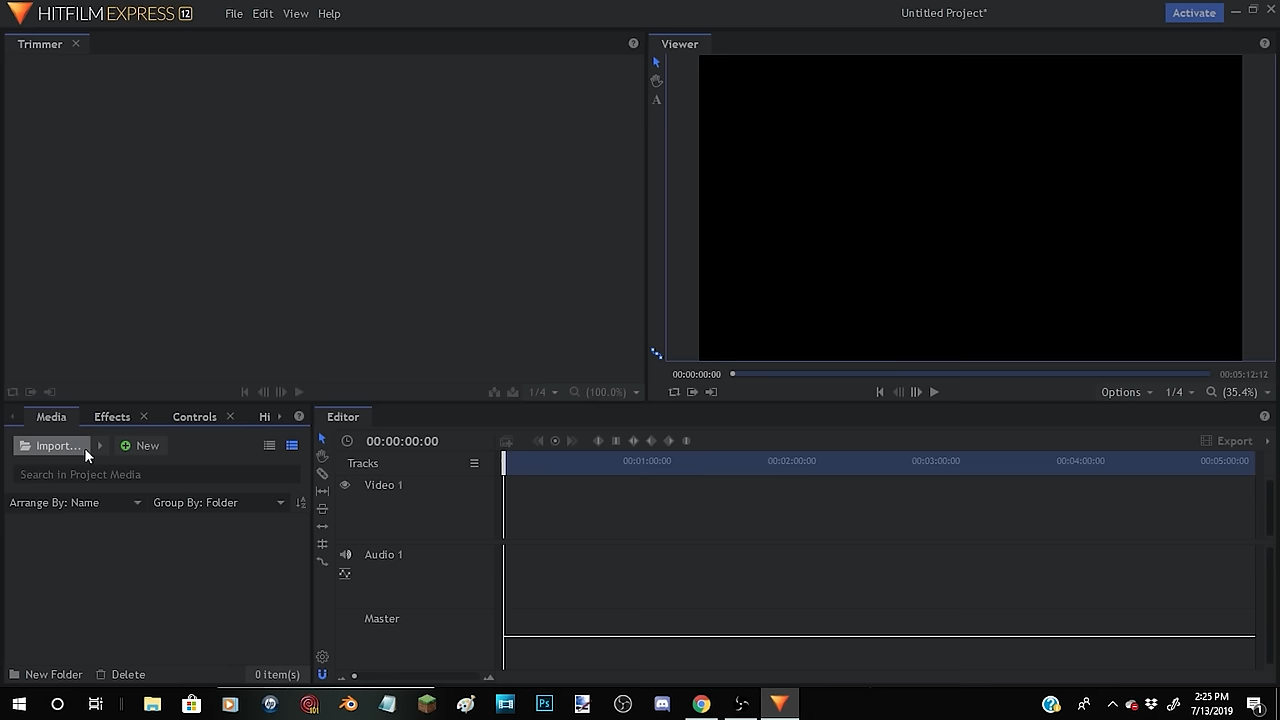 HITFILM EXPRESS 12 File Edit View Help Untitled Project* Activate
Trimmer
Viewer
A
1/4 (100.0%)
00:00:00:00 00:05:12:12
Options 1/4 (35.4%)
Media Effects Controls Hi
Import... New
Search in Project Media
Arrange By: Name Group By: Folder
New Folder Delete 0 item(s)
Editor
00:00:00:00 Export
Tracks 00:01:00:00 00:02:00:00 00:03:00:00 00:04:00:00 00:05:00:00
Video 1
Audio 1
Master
Ps
2:25 PM
7/13/2019